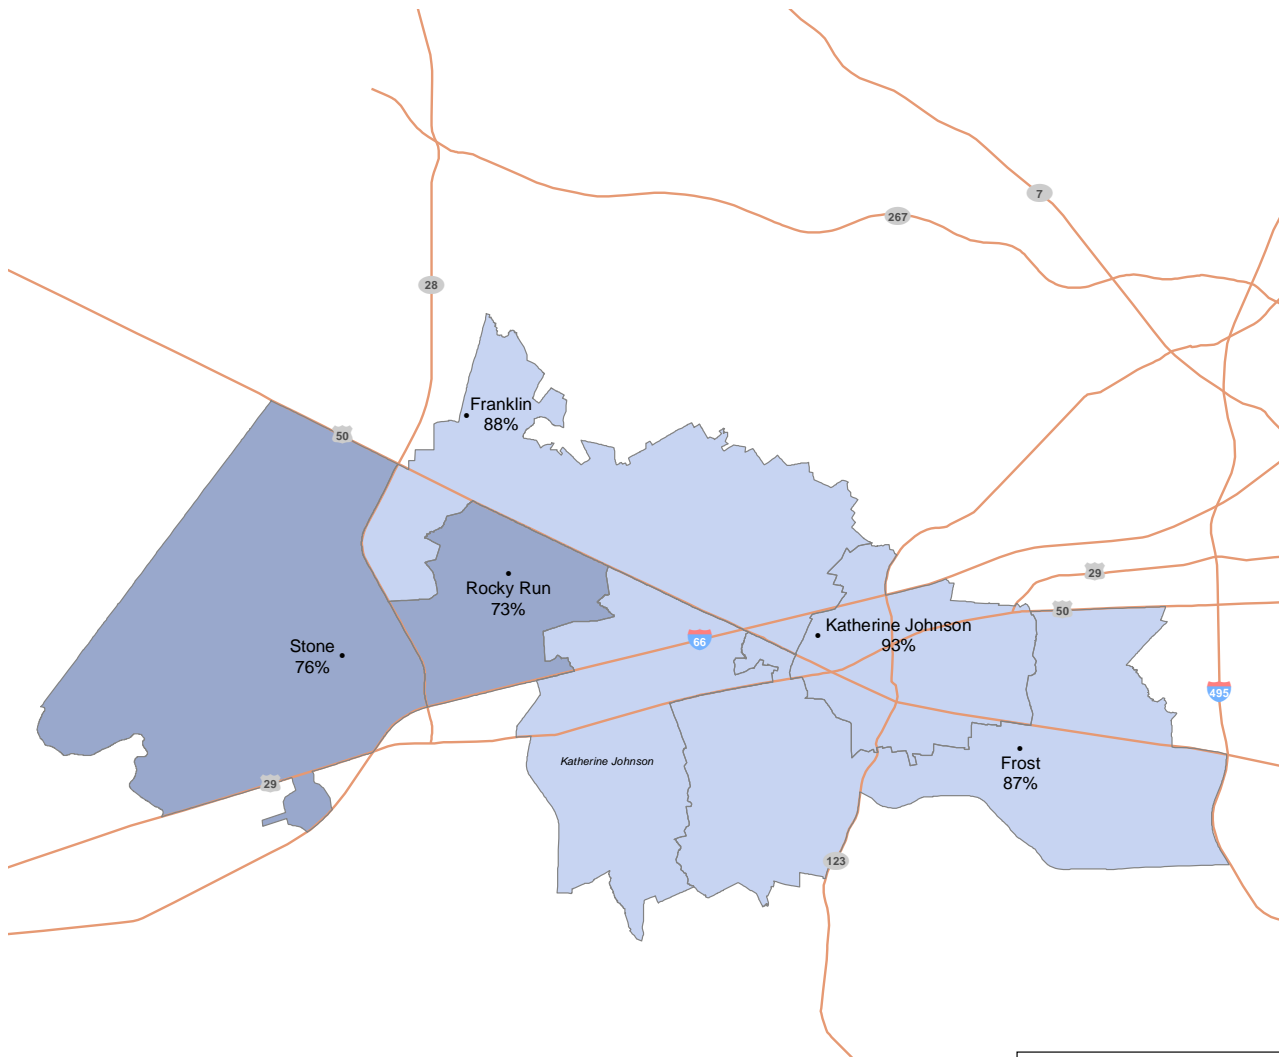 7
267
28
Franklin
88%
50
Rocky Run
73%
29
50
Katherine Johnson
93%
66
Stone
76%
495
Katherine Johnson
Frost
87%
29
123